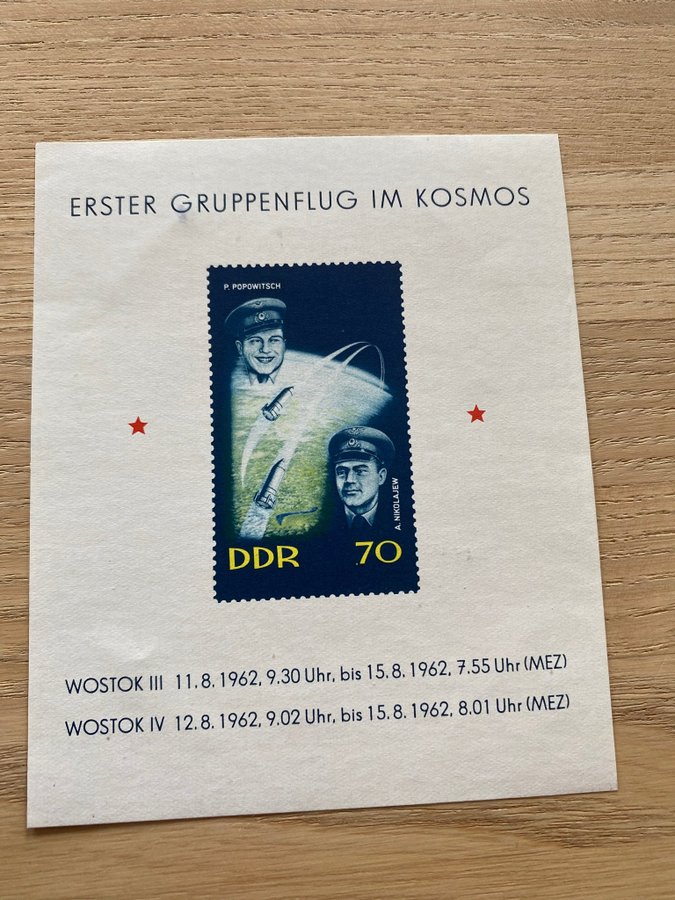 ERSTER GRUPPENFLUG IM KOSMOS
P. POPOWITSCH
A. NIKOLAJEW
DDR 70
WOSTOK III 11.8.1962, 9.30 Uhr, bis 15.8.1962, 7.55 Uhr (MEZ)
WOSTOK IV 12.8.1962, 9.02 Uhr, bis 15.8.1962, 8.01 Uhr (MEZ)